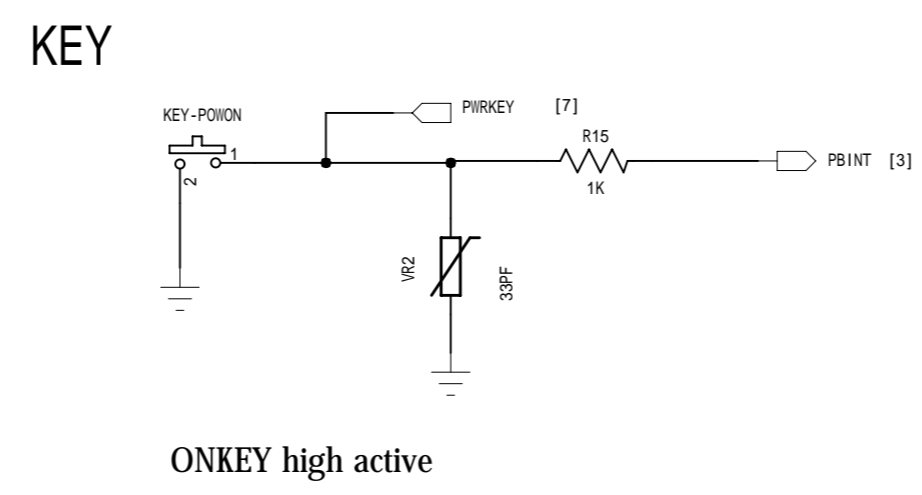 KEY
KEY-POWON
PWRKEY [7]
1
2
R15
1K
PBINT [3]
VR2
33PF
ONKEY high active